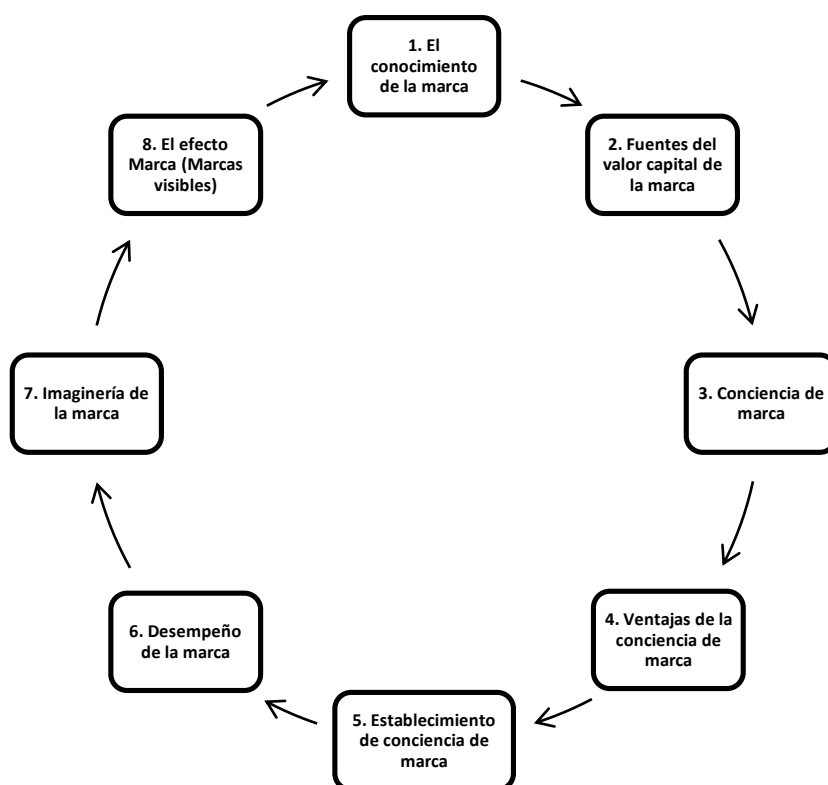 1. El
conocimiento
de la marca
2. Fuentes del
valor capital de
la marca
3. Conciencia de
marca
4. Ventajas de la
conciencia de
marca
5. Establecimiento
de conciencia de
marca
6. Desempeño
de la marca
7. Imaginería de
la marca
8. El efecto
Marca (Marcas
visibles)